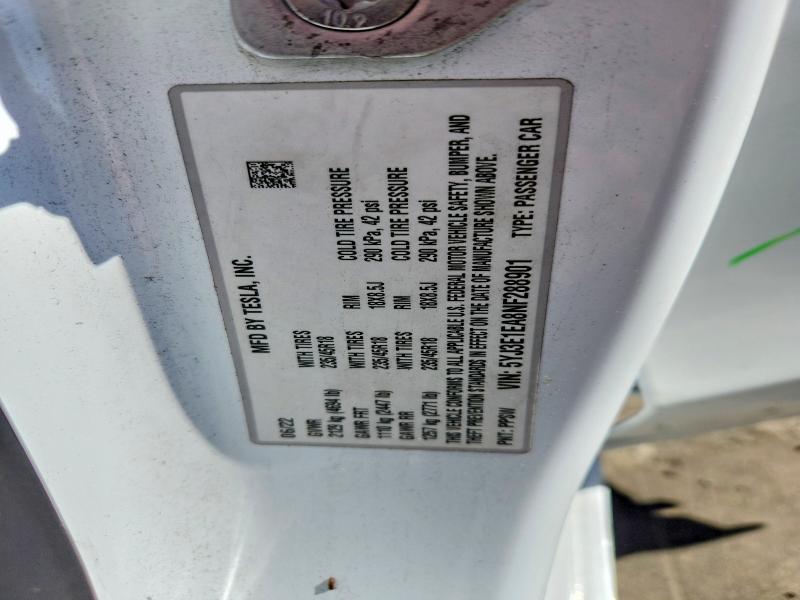 10.2
MFD BY TESLA, INC.
06/22
GVWR WITH TIRES RIM COLD TIRE PRESSURE
2129 kg (4694 lb) 235/45R18 18X8.5J 290 kPa, 42 psi
GAWR FRT WITH TIRES
1110 kg (2447 lb) 235/45R18
GAWR RR WITH TIRES RIM COLD TIRE PRESSURE
1257 kg (2771 lb) 235/45R18 18X8.5J 290 kPa, 42 psi
THIS VEHICLE CONFORMS TO ALL APPLICABLE U.S. FEDERAL MOTOR VEHICLE SAFETY, BUMPER, AND
THEFT PREVENTION STANDARDS IN EFFECT ON THE DATE OF MANUFACTURE SHOWN ABOVE.
VIN: 5YJ3E1EA8NF288901
PNT: PPSW TYPE: PASSENGER CAR